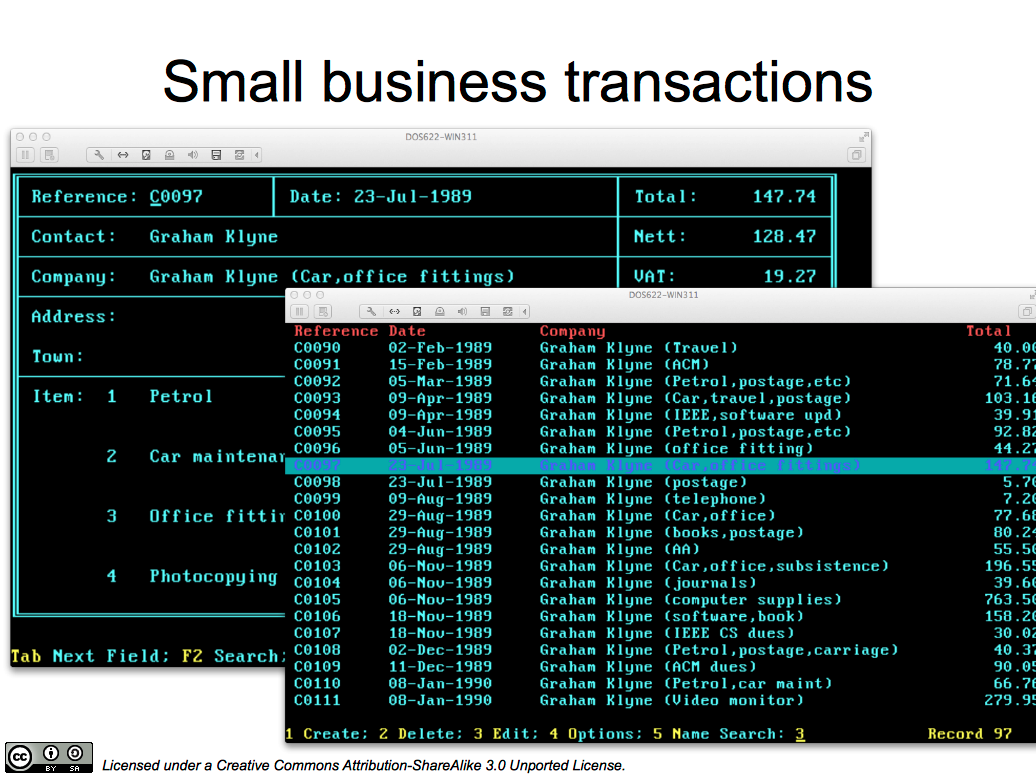 Small business transactions
DOS622-WIN311
Reference: C0097 Date: 23-Jul-1989 Total: 147.74
Contact: Graham Klyne Nett: 128.47
Company: Graham Klyne (Car,office fittings) VAT: 19.27
Address:
Town:
Item: 1 Petrol
2 Car maintenan
3 Office fittin
4 Photocopying
Tab Next Field; F2 Search;
DOS622-WIN311
Reference Date Company Total
C0090 02-Feb-1989 Graham Klyne (Travel) 40.00
C0091 15-Feb-1989 Graham Klyne (ACM) 78.77
C0092 05-Mar-1989 Graham Klyne (Petrol,postage,etc) 71.64
C0093 09-Apr-1989 Graham Klyne (Car,travel,postage) 103.16
C0094 09-Apr-1989 Graham Klyne (IEEE,software upd) 39.91
C0095 04-Jun-1989 Graham Klyne (Petrol,postage,etc) 92.82
C0096 05-Jun-1989 Graham Klyne (office fitting) 44.27
C0097 23-Jul-1989 Graham Klyne (Car,office fittings) 147.74
C0098 23-Jul-1989 Graham Klyne (postage) 5.70
C0099 09-Aug-1989 Graham Klyne (telephone) 7.20
C0100 29-Aug-1989 Graham Klyne (Car,office) 77.68
C0101 29-Aug-1989 Graham Klyne (books,postage) 80.24
C0102 29-Aug-1989 Graham Klyne (AA) 55.50
C0103 06-Nov-1989 Graham Klyne (Car,office,subsistence) 196.55
C0104 06-Nov-1989 Graham Klyne (journals) 39.60
C0105 06-Nov-1989 Graham Klyne (computer supplies) 763.50
C0106 18-Nov-1989 Graham Klyne (software,book) 158.20
C0107 18-Nov-1989 Graham Klyne (IEEE CS dues) 30.02
C0108 02-Dec-1989 Graham Klyne (Petrol,postage,carriage) 40.37
C0109 11-Dec-1989 Graham Klyne (ACM dues) 90.05
C0110 08-Jan-1990 Graham Klyne (Petrol,car maint) 66.76
C0111 08-Jan-1990 Graham Klyne (Video monitor) 279.95
1 Create; 2 Delete; 3 Edit; 4 Options; 5 Name Search: 3 Record 97
cc BY SA
Licensed under a Creative Commons Attribution-ShareAlike 3.0 Unported License.